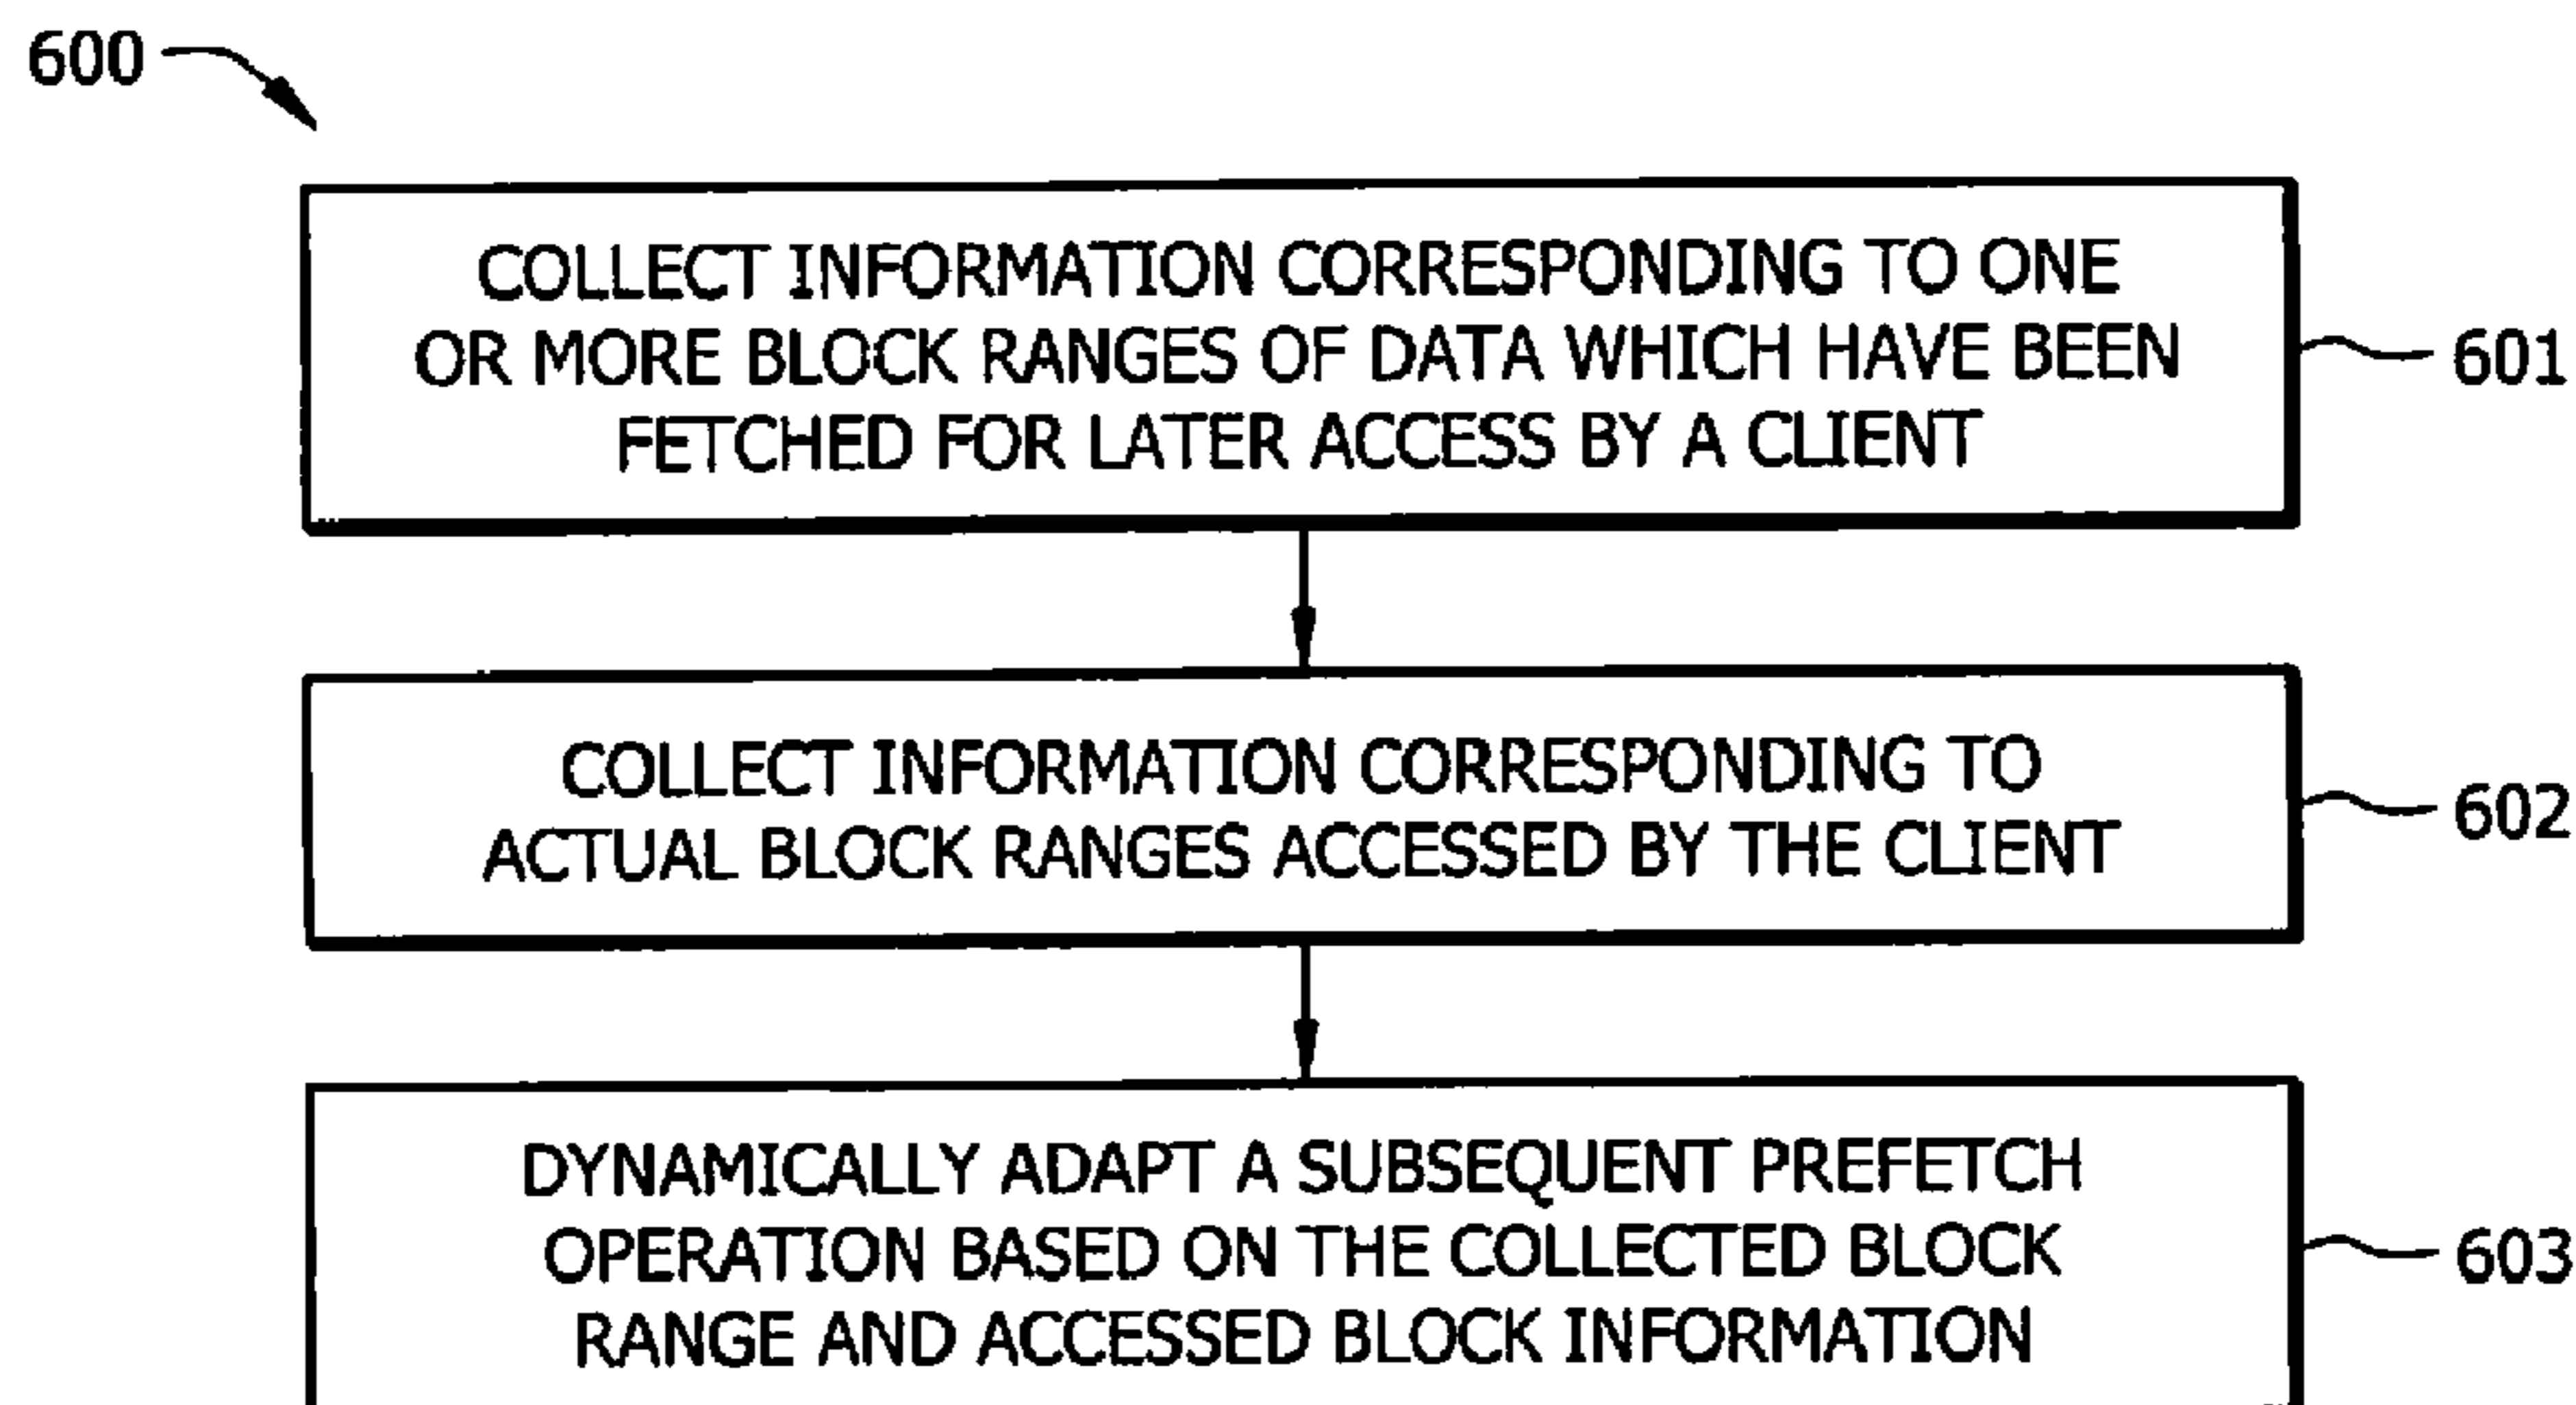 600
COLLECT INFORMATION CORRESPONDING TO ONE
OR MORE BLOCK RANGES OF DATA WHICH HAVE BEEN
FETCHED FOR LATER ACCESS BY A CLIENT
601
COLLECT INFORMATION CORRESPONDING TO
ACTUAL BLOCK RANGES ACCESSED BY THE CLIENT
602
DYNAMICALLY ADAPT A SUBSEQUENT PREFETCH
OPERATION BASED ON THE COLLECTED BLOCK
RANGE AND ACCESSED BLOCK INFORMATION
603